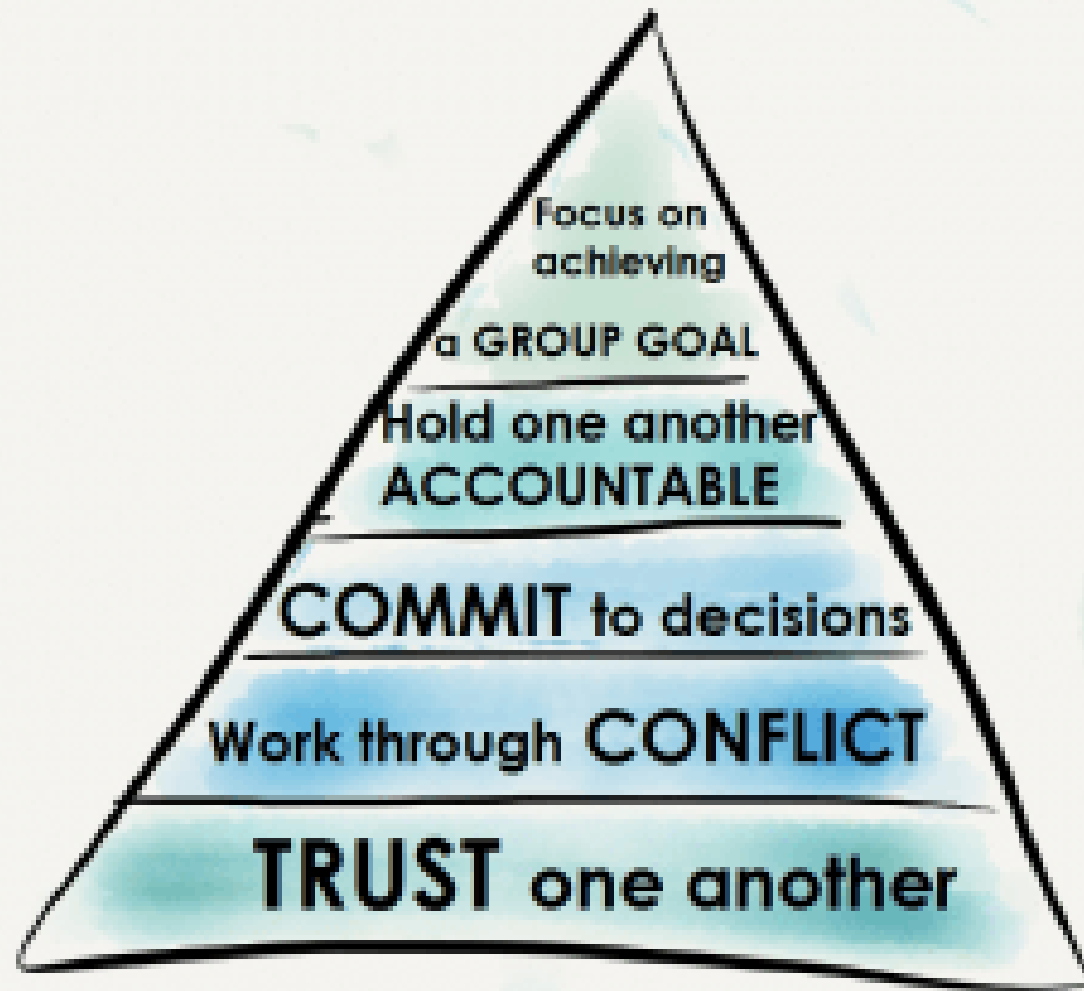 Focus on
achieving
a GROUP GOAL
Hold one another
ACCOUNTABLE
COMMIT to decisions
Work through CONFLICT
TRUST one another